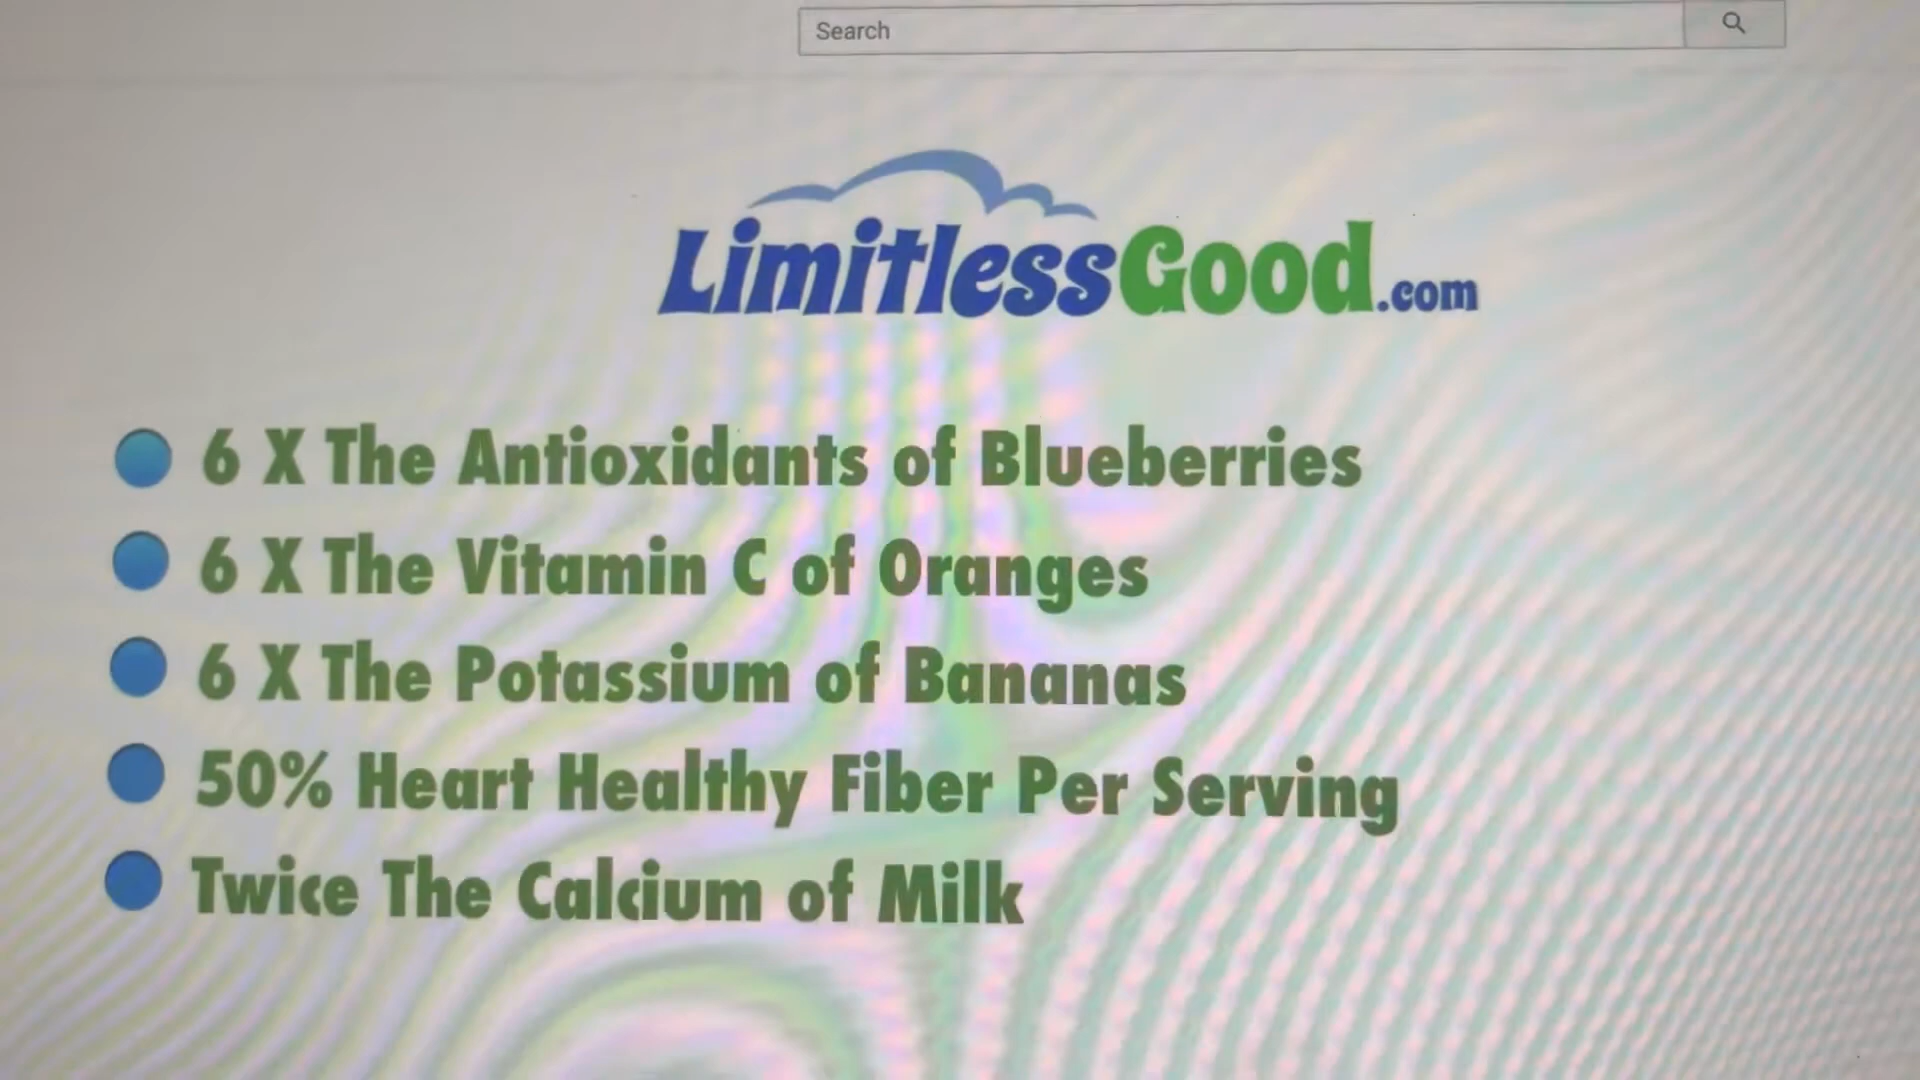 Search
LimitlessGood.com
6 X The Antioxidants of Blueberries
6 X The Vitamin C of Oranges
6 X The Potassium of Bananas
50% Heart Healthy Fiber Per Serving
Twice The Calcium of Milk